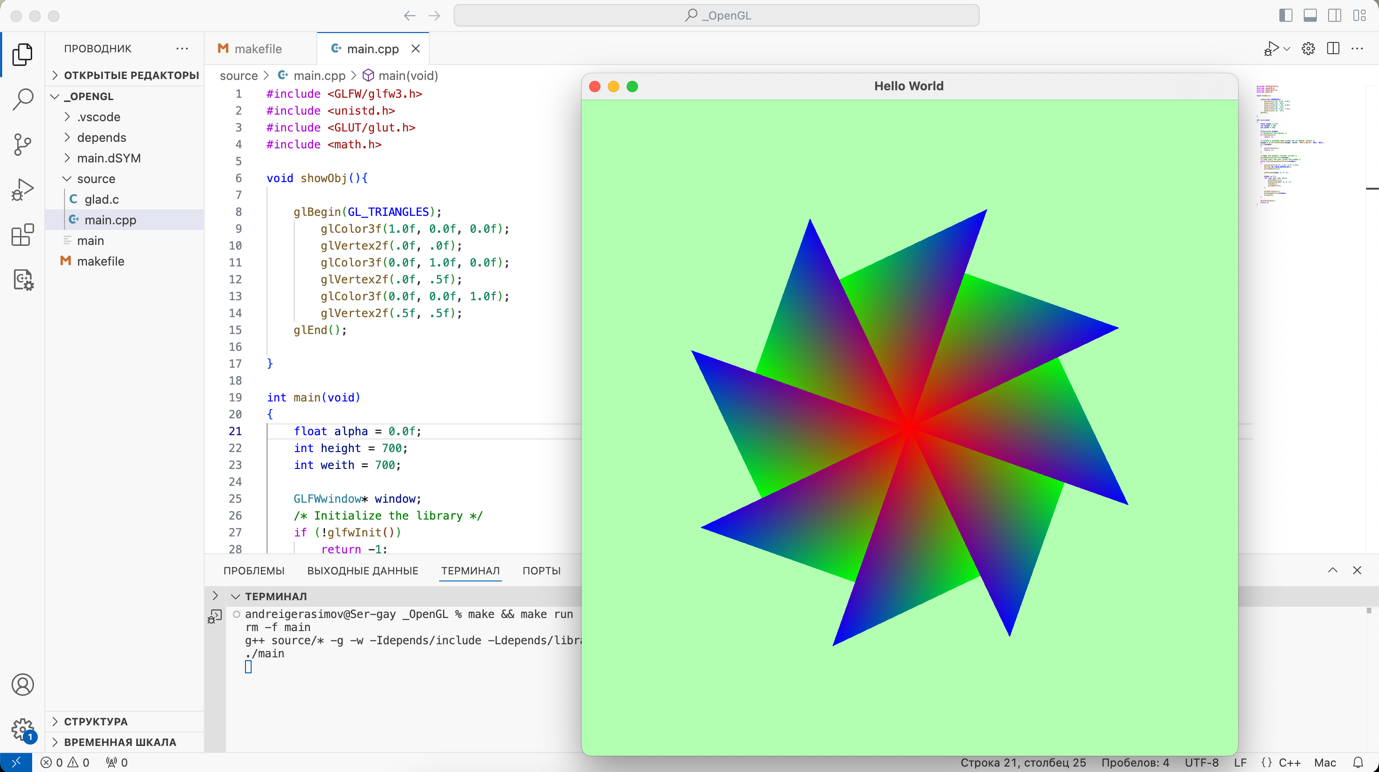 _OpenGL
ПРОВОДНИК
makefile
main.cpp
ОТКРЫТЫЕ РЕДАКТОРЫ
_OPENGL
.vscode
depends
main.dSYM
source
glad.c
main.cpp
main
makefile
СТРУКТУРА
ВРЕМЕННАЯ ШКАЛА
source > main.cpp > main(void)
1 #include <GLFW/glfw3.h>
2 #include <unistd.h>
3 #include <GLUT/glut.h>
4 #include <math.h>
5
6 void showObj(){
7
8 glBegin(GL_TRIANGLES);
9 glColor3f(1.0f, 0.0f, 0.0f);
10 glVertex2f(.0f, .0f);
11 glColor3f(0.0f, 1.0f, 0.0f);
12 glVertex2f(.0f, .5f);
13 glColor3f(0.0f, 0.0f, 1.0f);
14 glVertex2f(.5f, .5f);
15 glEnd();
16
17 }
18
19 int main(void)
20 {
21 float alpha = 0.0f;
22 int height = 700;
23 int weith = 700;
24
25 GLFWwindow* window;
26 /* Initialize the library */
27 if (!glfwInit())
28 return -1;
Hello World
ПРОБЛЕМЫ ВЫХОДНЫЕ ДАННЫЕ ТЕРМИНАЛ ПОРТЫ
ТЕРМИНАЛ
andreigerasimov@Ser-gay _OpenGL % make && make run
rm -f main
g++ source/* -g -w -Idepends/include -Ldepends/libra
./main
1
0 0 0 Строка 21, столбец 25 Пробелов: 4 UTF-8 LF {} C++ Mac